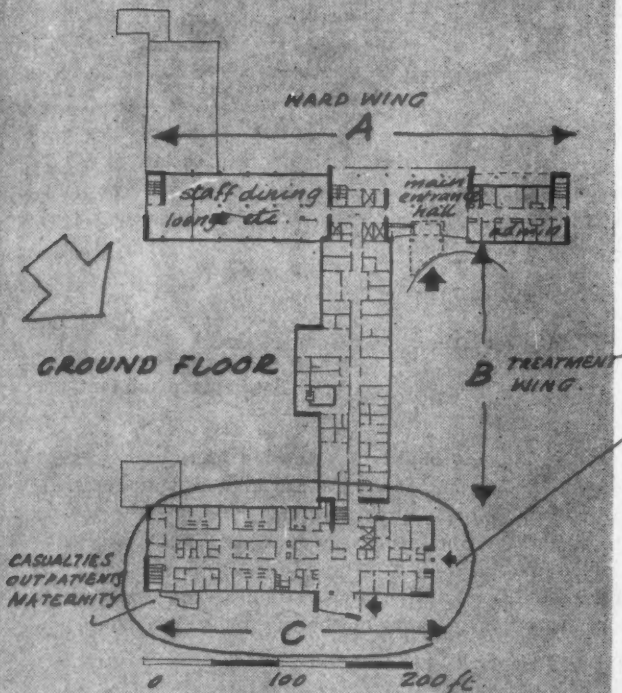 WARD WING
A
staff dining
lounge etc.
main
entrance
hall
admin
GROUND FLOOR
B TREATMENT
WING.
CASUALTIES
OUTPATIENTS
MATERNITY
C
0 100 200 ft.